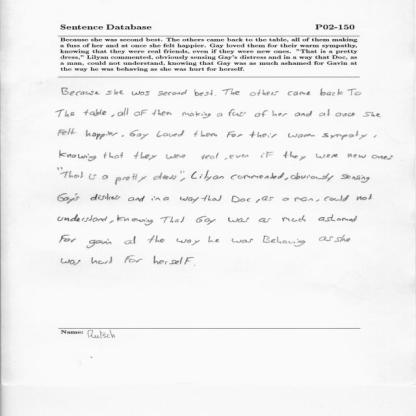 Sentence Database P02-150
Because she was second best. The others came back to the table, all of them making
a fuss of her and at once she felt happier. Gay loved them for their warm sympathy,
knowing that they were real friends, even if they were new ones. "That is a pretty
dress," Lilyan commented, obviously sensing Gay's distress and in a way that Doc, as
a man, could not understand, knowing that Gay was as much ashamed for Gavin at
the way he was behaving as she was hurt for herself.
Because she was second best. The others came back To
The table, all of them making a fuss of her and at once she
felt happier. Gay Loved them For their warm sympaty,
knowing that they were real, even if they were new ones
"That is a pretty dress", Lilyan commented, obviously sensing
Gay's distress and in a way that Doc, as a man, could not
understand, knowing That Gay was as much ashamed
For gavin at the way he was Behaving as she
was hurt For herself.
Name: